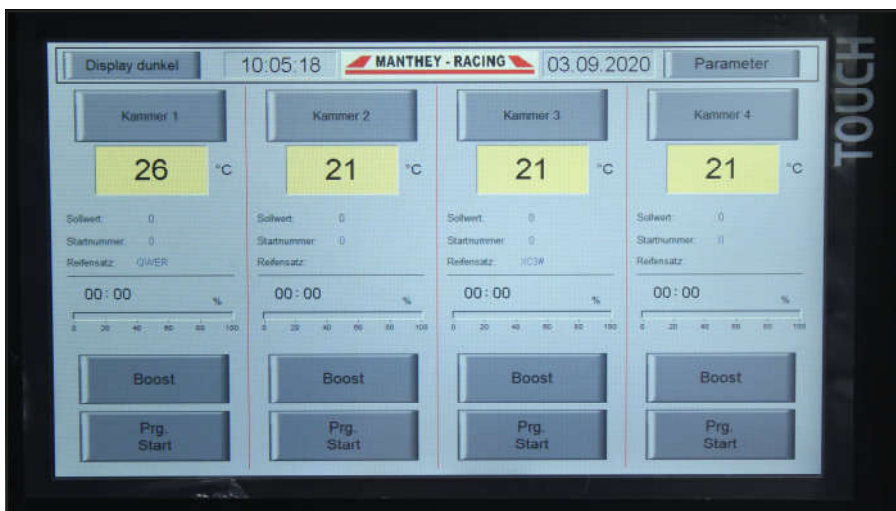 Display dunkel 10:05:18 MANTHEY-RACING 03.09.2020 Parameter
TOUCH
Kammer 1 Kammer 2 Kammer 3 Kammer 4
26 °C 21 °C 21 °C 21 °C
Sollwert: 0 Sollwert: 0 Sollwert: 0 Sollwert: 0
Startnummer: 0 Startnummer: 0 Startnummer: 0 Startnummer: 0
Reifensatz: QWER Reifensatz: Reifensatz: XC3W Reifensatz:
00:00 % 00:00 % 00:00 % 00:00 %
0 20 40 60 80 100 0 20 40 60 80 100 0 20 40 60 80 100 0 20 40 60 80 100
Boost Boost Boost Boost
Prg. Prg. Prg. Prg.
Start Start Start Start